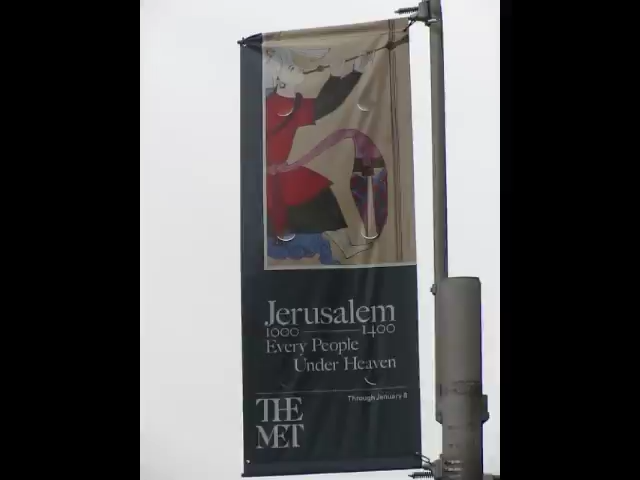 Jerusalem
1000 1400
Every People
Under Heaven
Through January 8
THE
MET